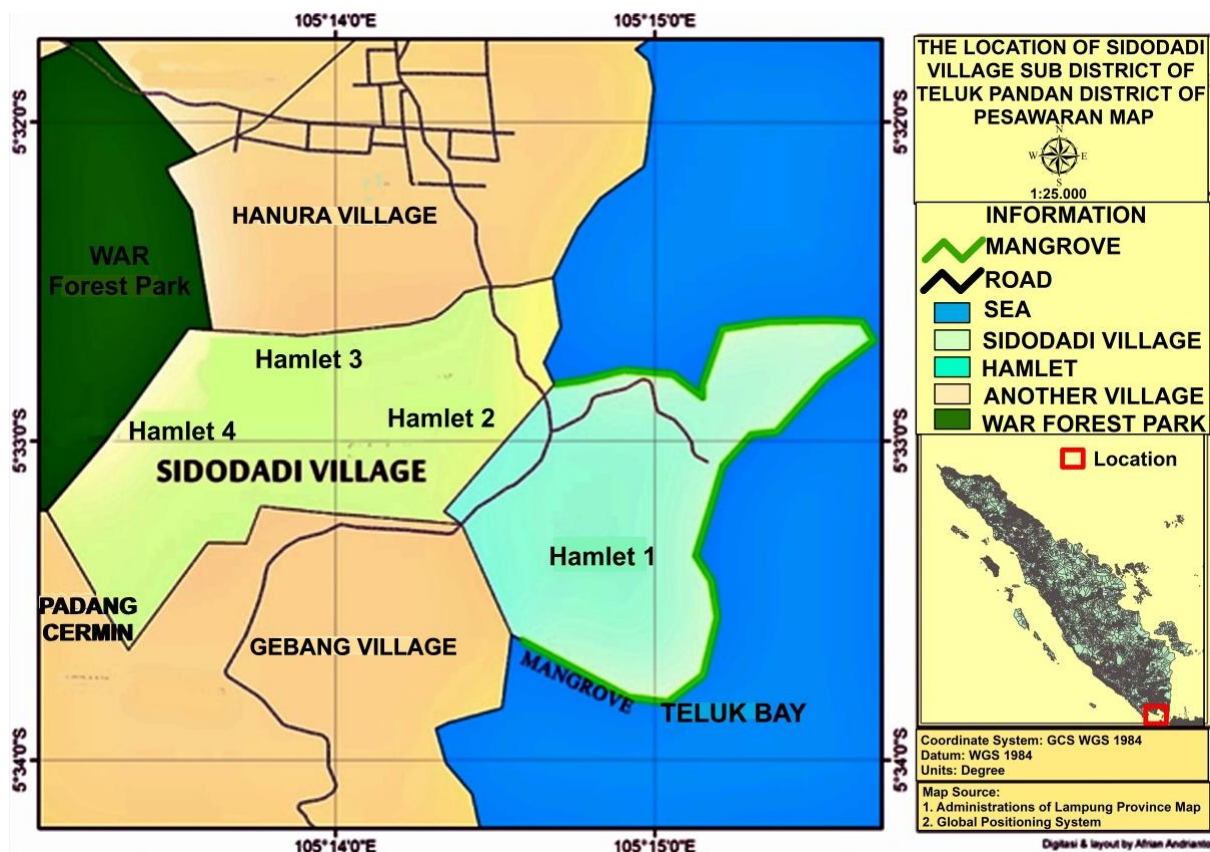 105°14'0"E
105°15'0"E
5°32'0"S
5°32'0"S
HANURA VILLAGE
WAR
Forest Park
Hamlet 3
Hamlet 2
Hamlet 4
5°33'0"S
5°33'0"S
SIDODADI VILLAGE
Hamlet 1
PADANG
CERMIN
GEBANG VILLAGE
MANGROVE
TELUK BAY
5°34'0"S
5°34'0"S
105°14'0"E
105°15'0"E
THE LOCATION OF SIDODADI
VILLAGE SUB DISTRICT OF
TELUK PANDAN DISTRICT OF
PESAWARAN MAP
N
W E
S
1:25.000
INFORMATION
MANGROVE
ROAD
SEA
SIDODADI VILLAGE
HAMLET
ANOTHER VILLAGE
WAR FOREST PARK
Location
Coordinate System: GCS WGS 1984
Datum: WGS 1984
Units: Degree
Map Source:
1. Administrations of Lampung Province Map
2. Global Positioning System
Digitasi & layout by Afrian Andrianto